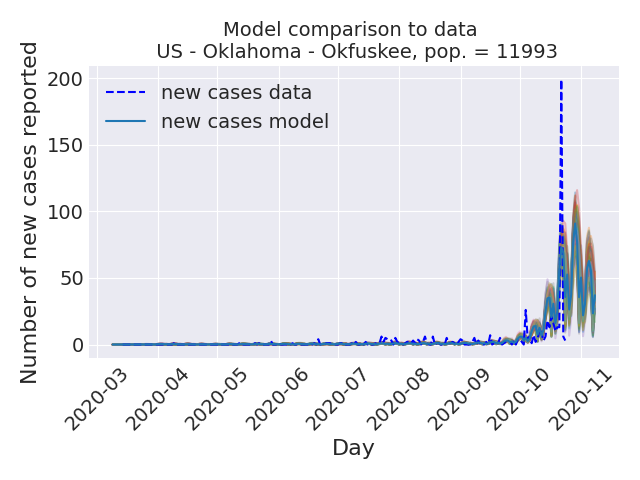 Model comparison to data
US - Oklahoma - Okfuskee, pop. = 11993
Number of new cases reported
200
150
100
50
0
new cases data
new cases model
2020-03
2020-04
2020-05
2020-06
2020-07
2020-08
2020-09
2020-10
2020-11
Day